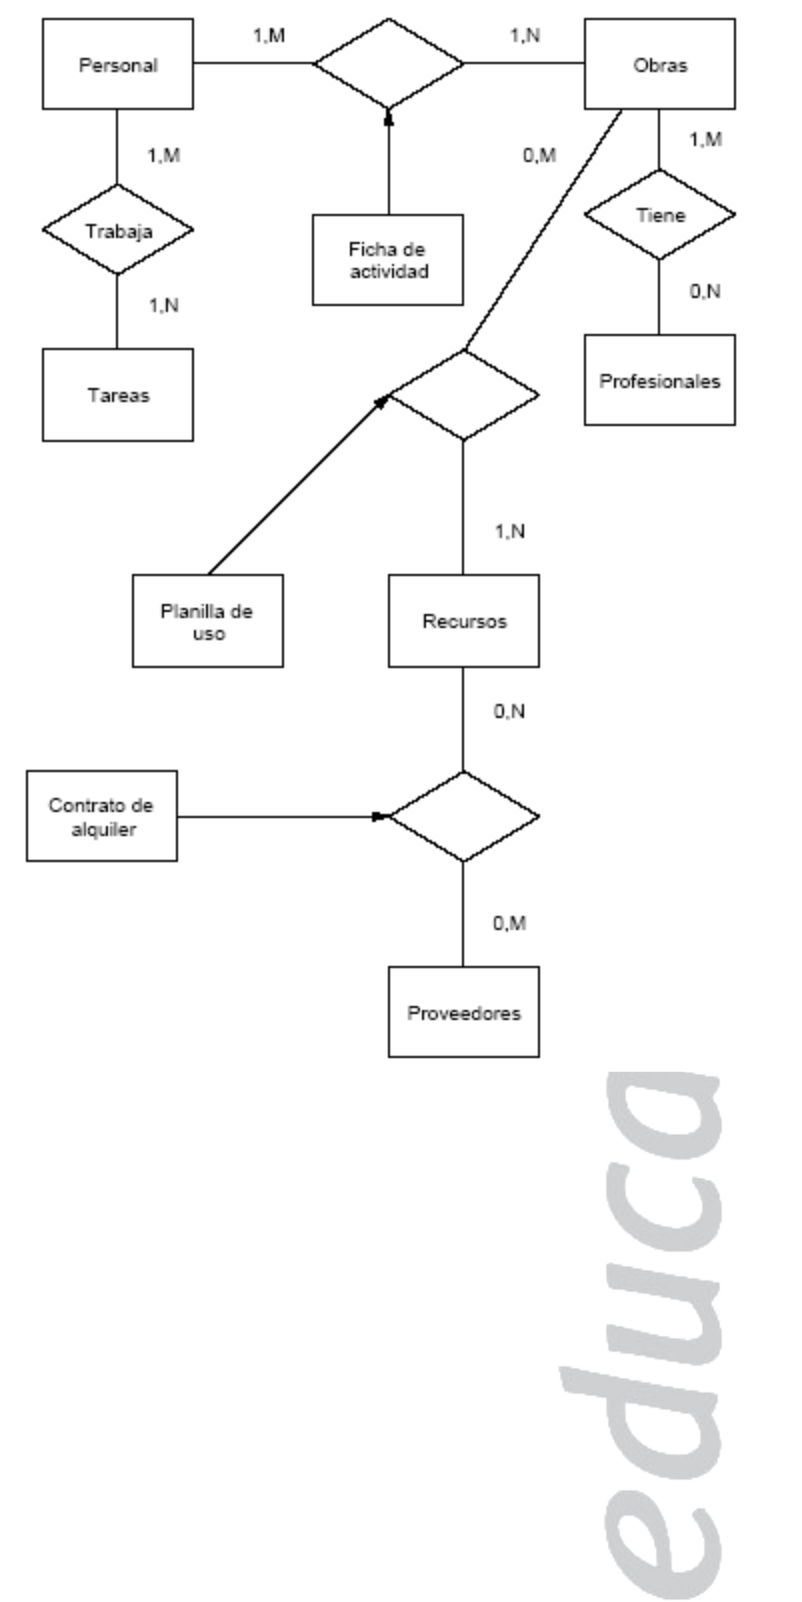 1,M
1,N
Personal
Obras
1,M
0,M
1,M
Trabaja
Tiene
Ficha de
actividad
1,N
0,N
Tareas
Profesionales
1,N
Planilla de
uso
Recursos
0,N
Contrato de
alquiler
0,M
Proveedores
educa